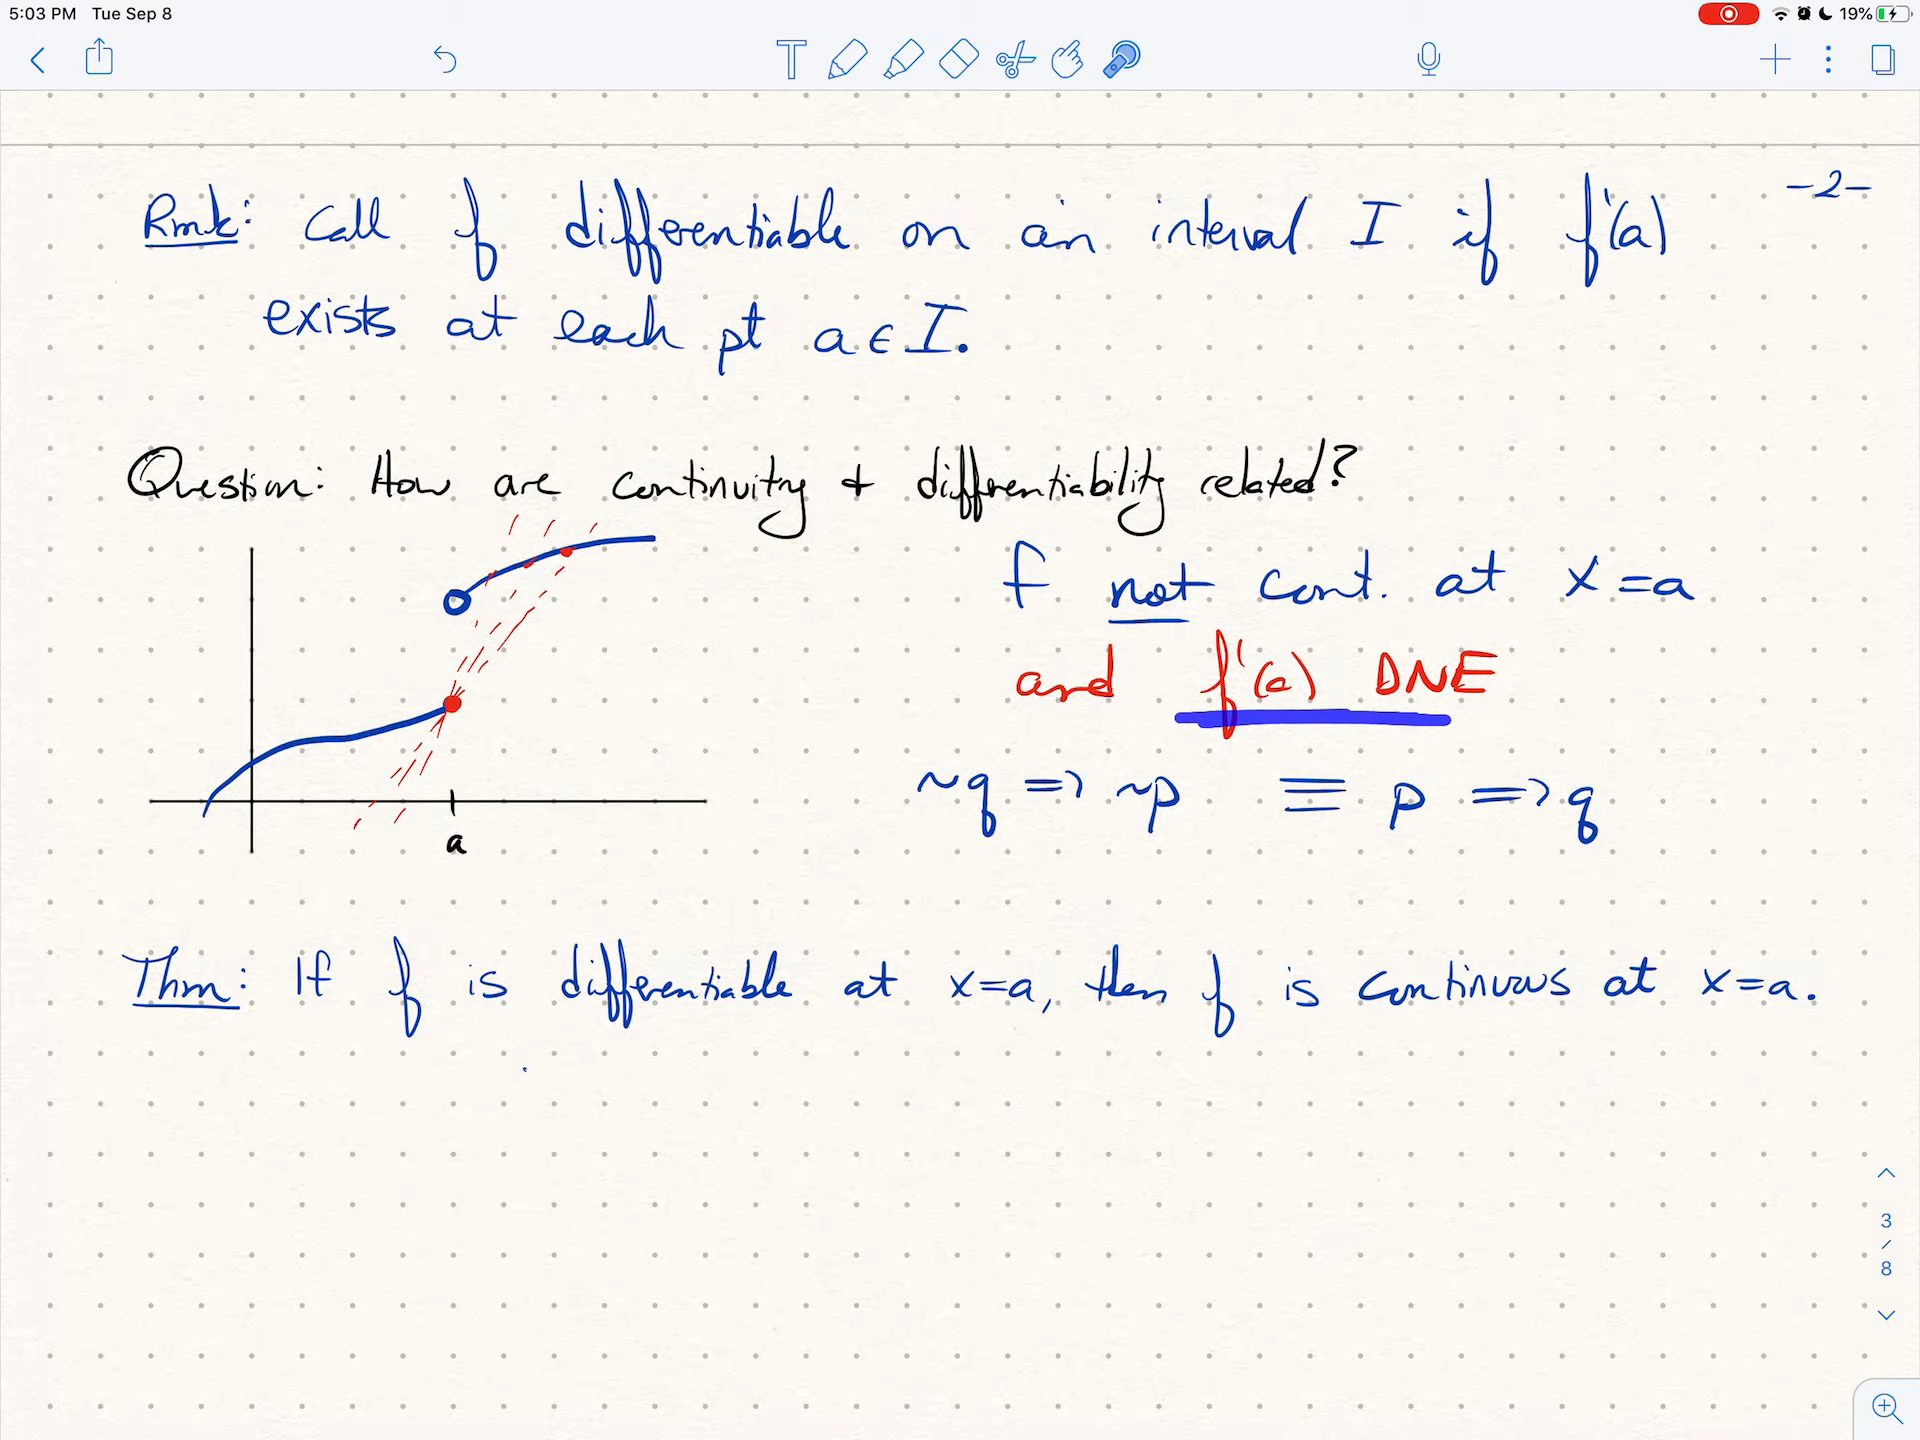 5:03 PM Tue Sep 8
19%
-2-
Rmk: Call f differentiable on an interval I if f'(a)
exists at each pt a ∈ I.
Question: How are continuity + differentiability related?
f not cont. at x=a
and f'(a) DNE
~q => ~p ≡ p => q
a
Thm: If f is differentiable at x=a, then f is continuous at x=a.
3
/
8